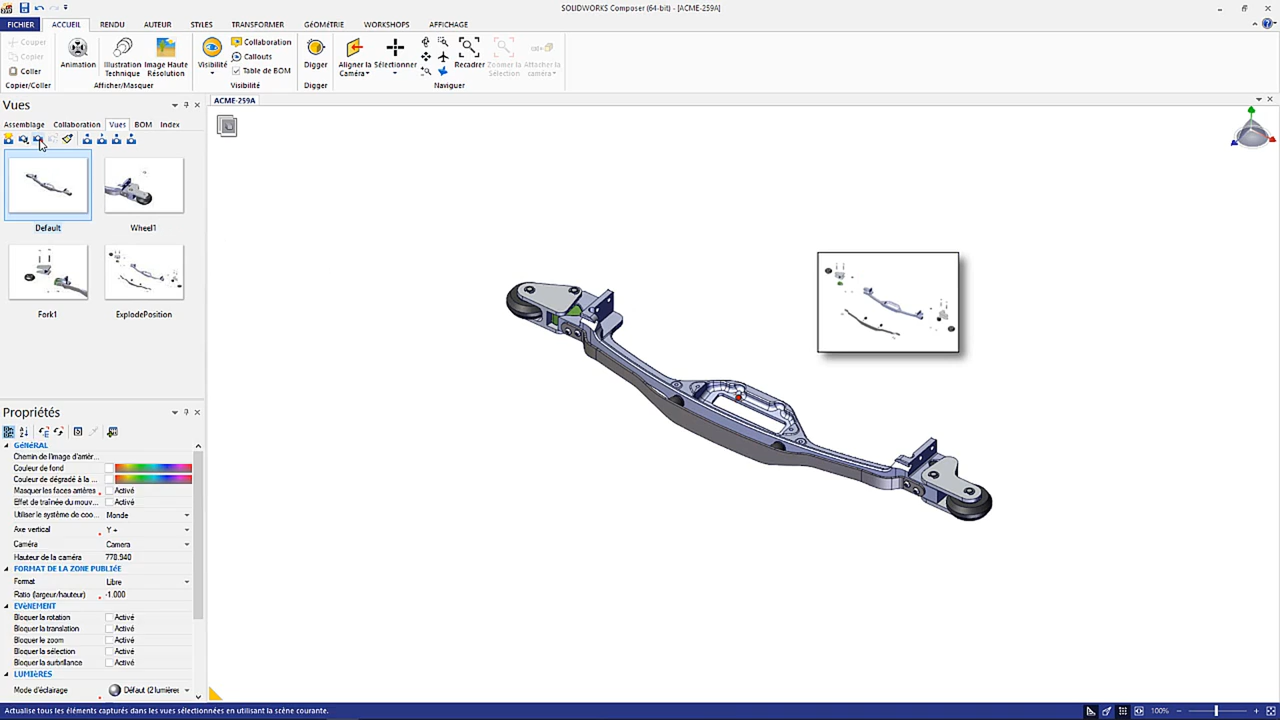 SOLIDWORKS Composer (64-bit) - [ACME-259A]
FICHIER ACCUEIL RENDU AUTEUR STYLES TRANSFORMER GéOMéTRIE WORKSHOPS AFFICHAGE
Couper
Copier
Coller
Copier/Coller
Animation
Illustration Technique
Image Haute Résolution
Afficher/Masquer
Visibilité
Collaboration
Callouts
Table de BOM
Visibilité
Digger
Digger
Aligner la Caméra
Sélectionner
Recadrer
Zoomer la Sélection
Attacher la caméra
Naviguer
Vues
ACME-259A
Assemblage Collaboration Vues BOM Index
Default
Wheel1
Fork1
ExplodePosition
Propriétés
GéNéRAL
Chemin de l'image d'arriér...
Couleur de fond
Couleur de dégradé à la ...
Masquer les faces arrières Activé
Effet de traînée du mouv... Activé
Utiliser le système de coo... Monde
Axe vertical Y +
Caméra Camera
Hauteur de la caméra 778.940
FORMAT DE LA ZONE PUBLIéE
Format Libre
Ratio (largeur/hauteur) -1.000
EVéNEMENT
Bloquer la rotation Activé
Bloquer la translation Activé
Bloquer le zoom Activé
Bloquer la sélection Activé
Bloquer la surbrillance Activé
LUMIèRES
Mode d'éclairage Défaut (2 lumières
Actualise tous les éléments capturés dans les vues sélectionnées en utilisant la scène courante.
100%